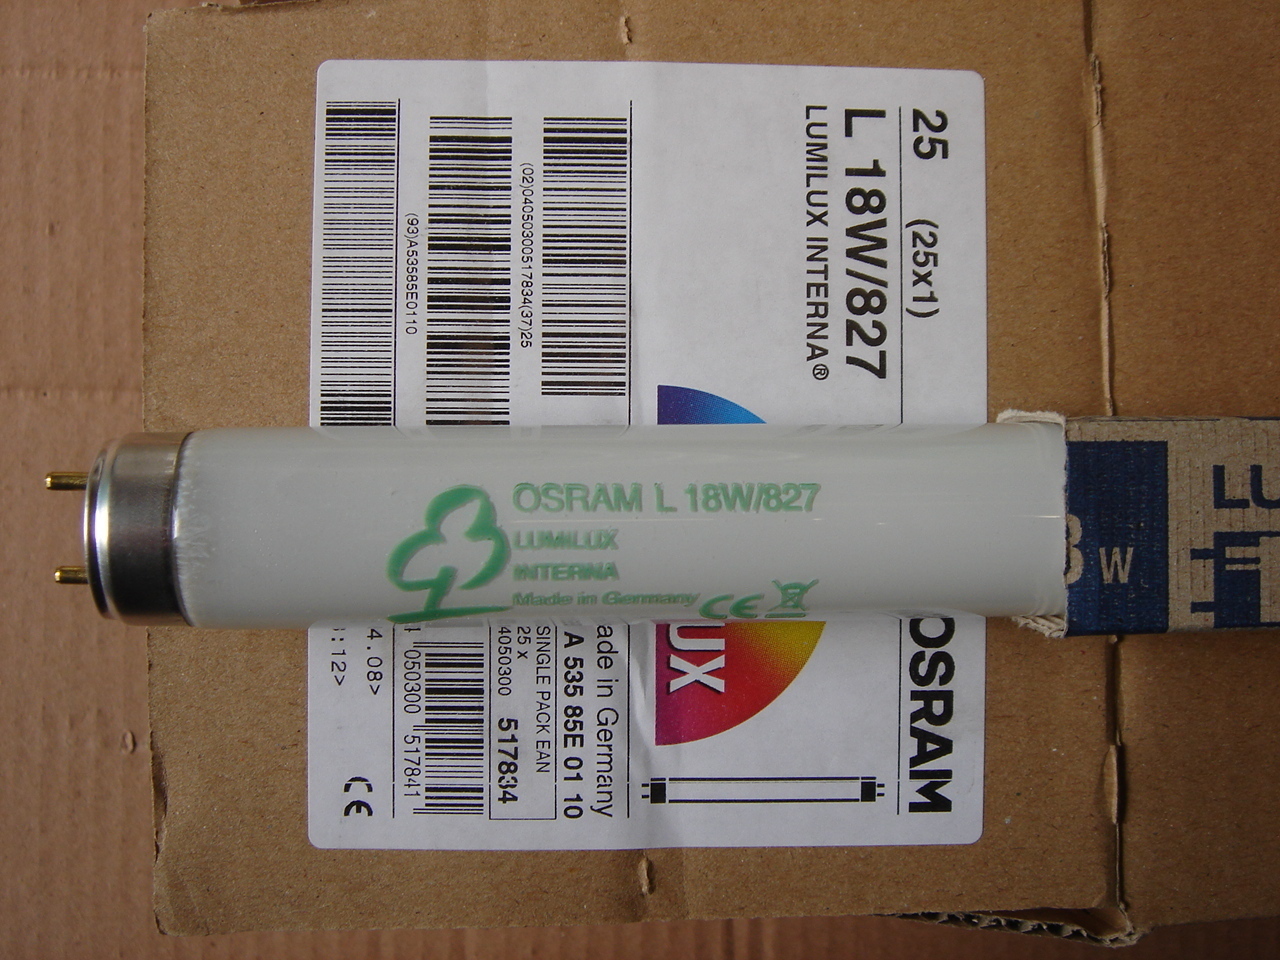 25 (25x1)
L 18W/827
LUMILUX INTERNA®
(02)04050300517834(37)25
(93)A53585E0110
OSRAM L 18W/827
LUMILUX
INTERNA
Made in Germany CE
W
OSRAM
UX
ade in Germany
A 535 85E 01 10
SINGLE PACK EAN
25 x
4050300 517834
050300 517841
4.08>
:12>
CE